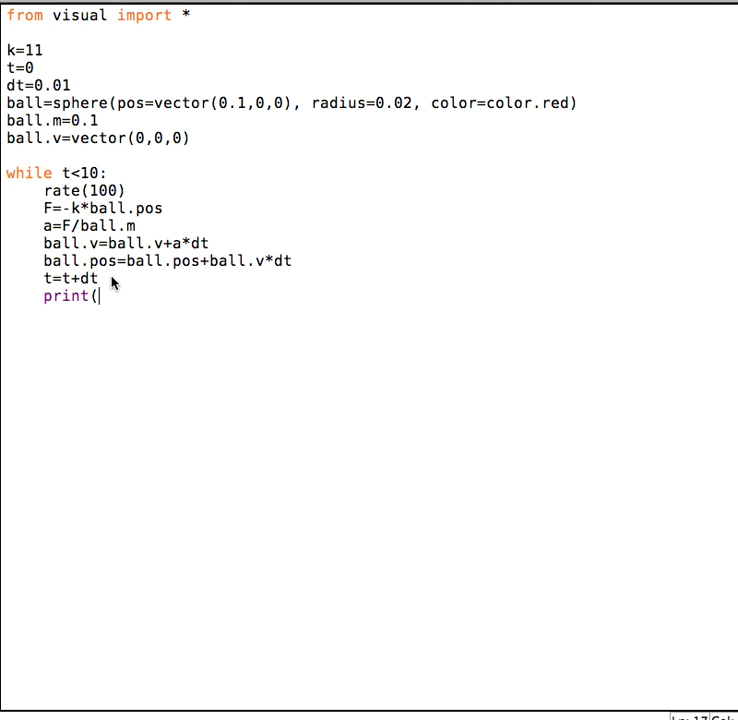 from visual import *
k=11
t=0
dt=0.01
ball=sphere(pos=vector(0.1,0,0), radius=0.02, color=color.red)
ball.m=0.1
ball.v=vector(0,0,0)
while t<10:
    rate(100)
    F=-k*ball.pos
    a=F/ball.m
    ball.v=ball.v+a*dt
    ball.pos=ball.pos+ball.v*dt
    t=t+dt
    print(